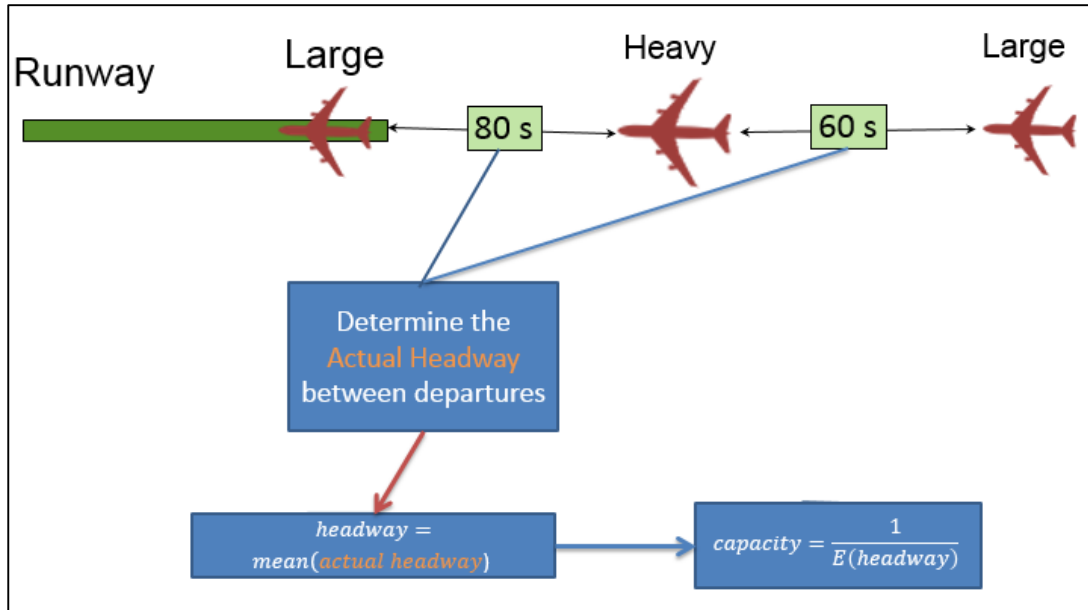 Runway
Large
Heavy
Large
80 s
60 s
Determine the
Actual Headway
between departures
headway =
mean(actual headway)
capacity = 1 / E(headway)